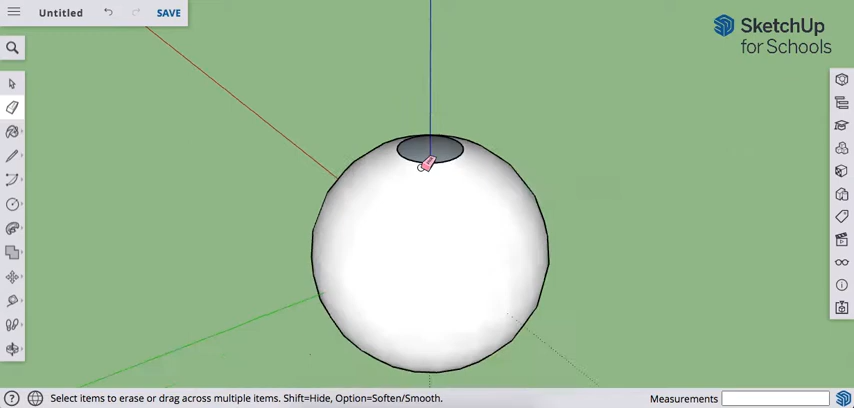 Untitled
SAVE
SketchUp
for Schools
Select items to erase or drag across multiple items. Shift=Hide, Option=Soften/Smooth.
Measurements